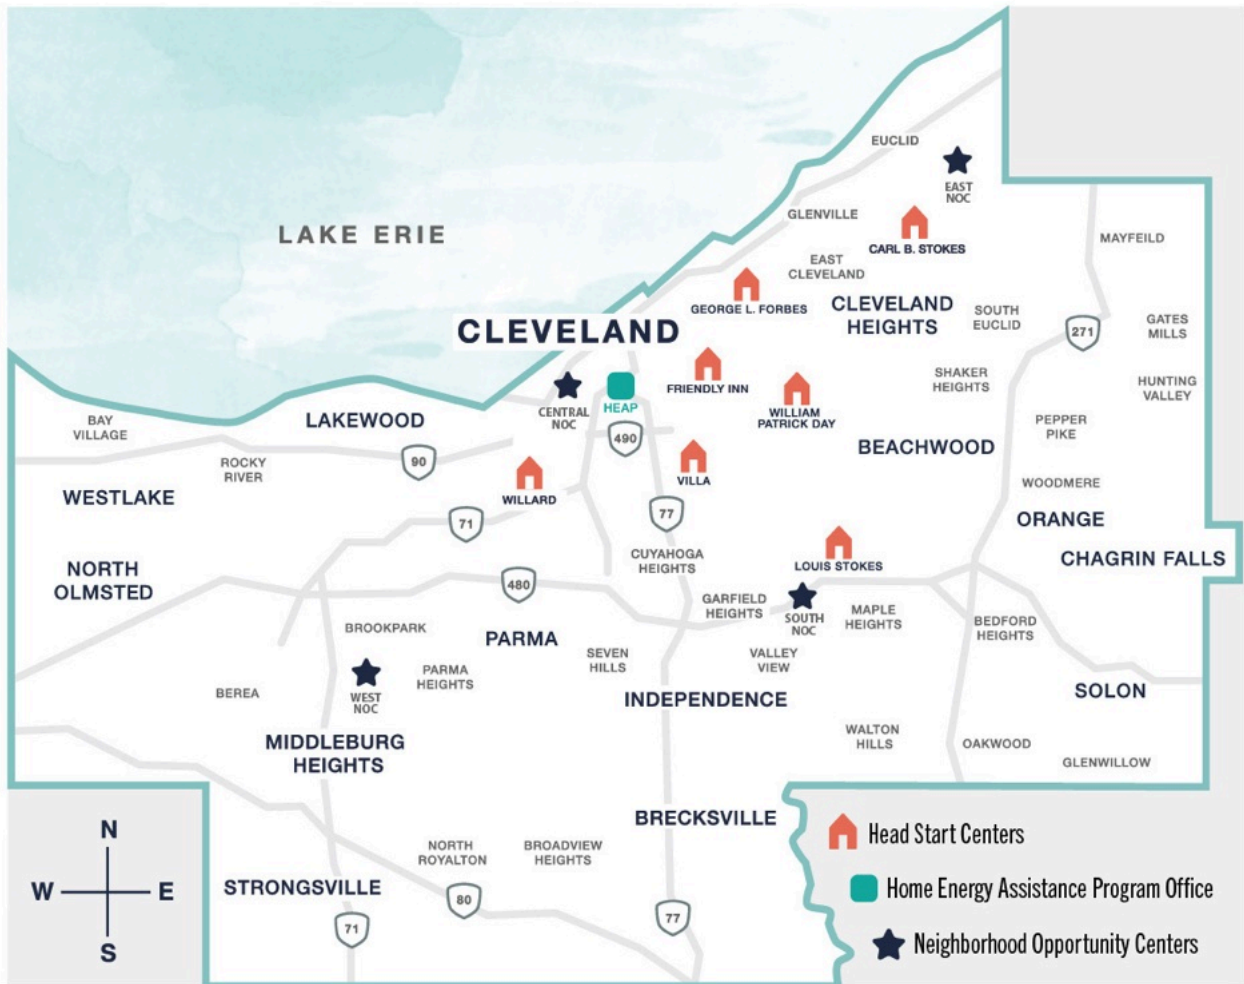 EUCLID
EAST
NOC
GLENVILLE
CARL B. STOKES
MAYFEILD
LAKE ERIE
EAST
CLEVELAND
GEORGE L. FORBES
CLEVELAND
HEIGHTS
SOUTH
EUCLID
GATES
MILLS
271
CLEVELAND
FRIENDLY INN
SHAKER
HEIGHTS
HUNTING
VALLEY
CENTRAL
NOC
HEAP
WILLIAM
PATRICK DAY
BAY
VILLAGE
LAKEWOOD
490
PEPPER
PIKE
BEACHWOOD
90
ROCKY
RIVER
VILLA
WOODMERE
WESTLAKE
WILLARD
77
71
ORANGE
CUYAHOGA
HEIGHTS
LOUIS STOKES
CHAGRIN FALLS
NORTH
OLMSTED
480
GARFIELD
HEIGHTS
SOUTH
NOC
MAPLE
HEIGHTS
BEDFORD
HEIGHTS
BROOKPARK
PARMA
SEVEN
HILLS
VALLEY
VIEW
PARMA
HEIGHTS
BEREA
WEST
NOC
INDEPENDENCE
SOLON
MIDDLEBURG
HEIGHTS
WALTON
HILLS
OAKWOOD
GLENWILLOW
BRECKSVILLE
NORTH
ROYALTON
BROADVIEW
HEIGHTS
STRONGSVILLE
80
71
77
N
W
E
S
Head Start Centers
Home Energy Assistance Program Office
Neighborhood Opportunity Centers